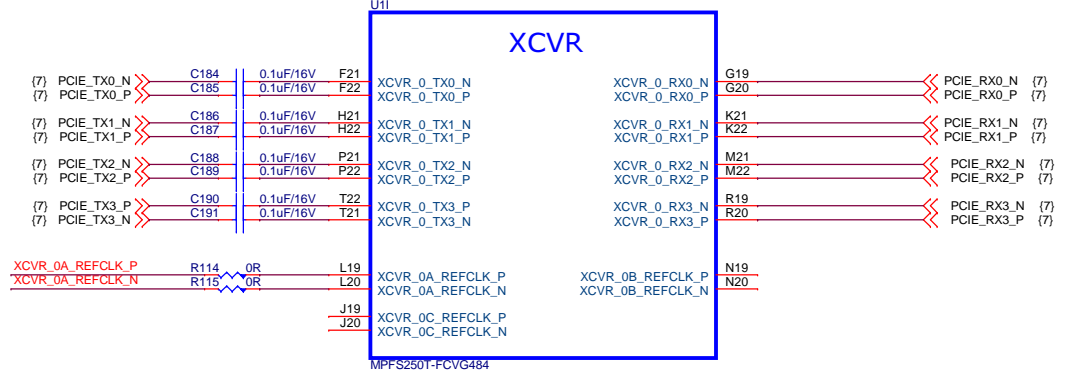 U1I
XCVR
{7} PCIE_TX0_N C184 0.1uF/16V F21 XCVR_0_TX0_N XCVR_0_RX0_N G19 PCIE_RX0_N {7}
{7} PCIE_TX0_P C185 0.1uF/16V F22 XCVR_0_TX0_P XCVR_0_RX0_P G20 PCIE_RX0_P {7}
{7} PCIE_TX1_N C186 0.1uF/16V H21 XCVR_0_TX1_N XCVR_0_RX1_N K21 PCIE_RX1_N {7}
{7} PCIE_TX1_P C187 0.1uF/16V H22 XCVR_0_TX1_P XCVR_0_RX1_P K22 PCIE_RX1_P {7}
{7} PCIE_TX2_N C188 0.1uF/16V P21 XCVR_0_TX2_N XCVR_0_RX2_N M21 PCIE_RX2_N {7}
{7} PCIE_TX2_P C189 0.1uF/16V P22 XCVR_0_TX2_P XCVR_0_RX2_P M22 PCIE_RX2_P {7}
{7} PCIE_TX3_P C190 0.1uF/16V T22 XCVR_0_TX3_P XCVR_0_RX3_N R19 PCIE_RX3_N {7}
{7} PCIE_TX3_N C191 0.1uF/16V T21 XCVR_0_TX3_N XCVR_0_RX3_P R20 PCIE_RX3_P {7}
XCVR_0A_REFCLK_P R114 0R L19 XCVR_0A_REFCLK_P XCVR_0B_REFCLK_P N19
XCVR_0A_REFCLK_N R115 0R L20 XCVR_0A_REFCLK_N XCVR_0B_REFCLK_N N20
J19 XCVR_0C_REFCLK_P
J20 XCVR_0C_REFCLK_N
MPFS250T-FCVG484